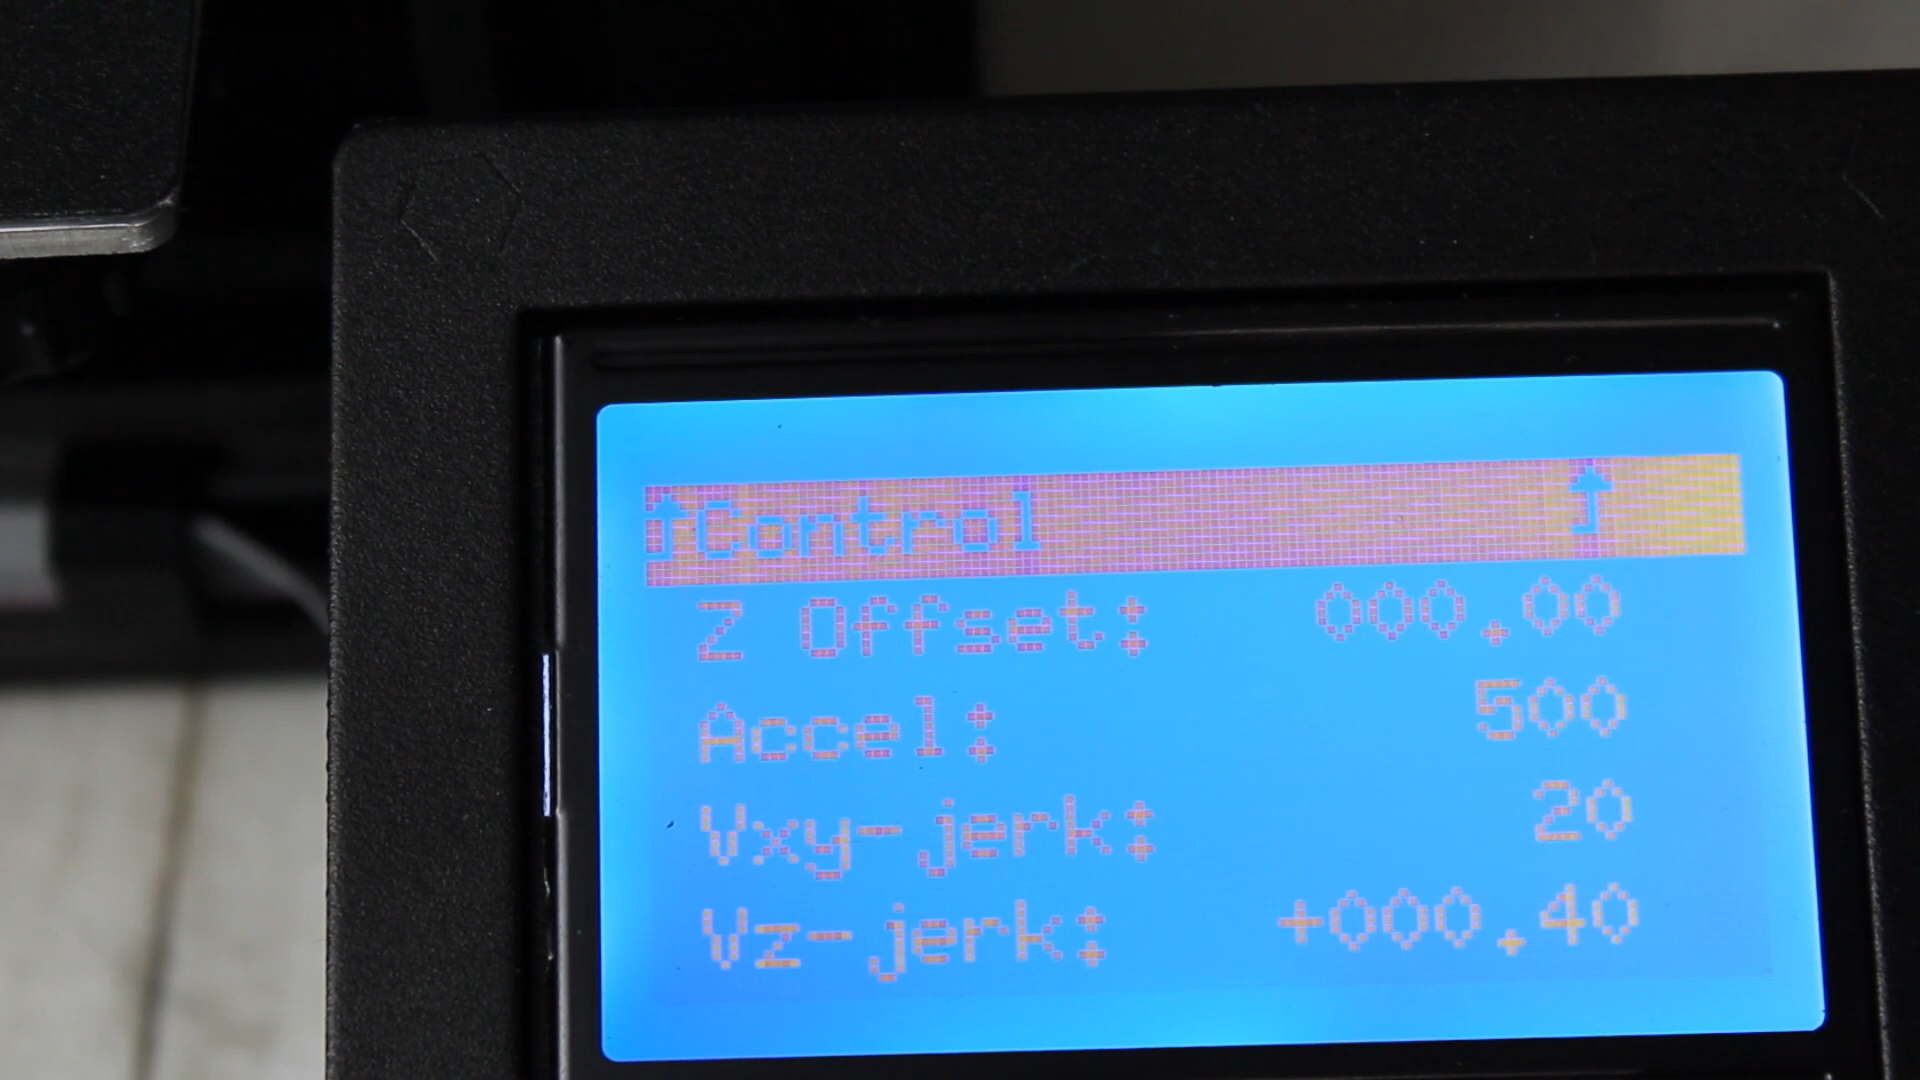 Control
Z Offset: 000.00
Accel: 500
Vxy-jerk: 20
Vz-jerk: +000.40